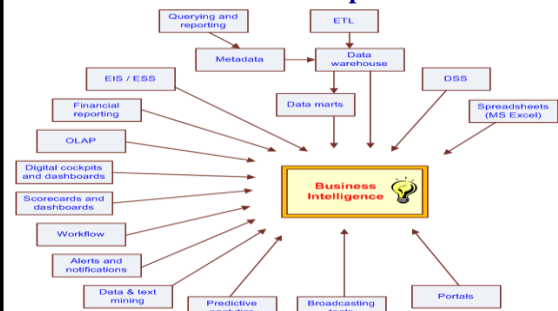 Querying and
reporting
ETL
Metadata
Data
warehouse
EIS / ESS
DSS
Data marts
Financial
reporting
Spreadsheets
(MS Excel)
OLAP
Digital cockpits
and dashboards
Business
Intelligence
Scorecards and
dashboards
Workflow
Alerts and
notifications
Data & text
mining
Predictive
Broadcasting
Portals